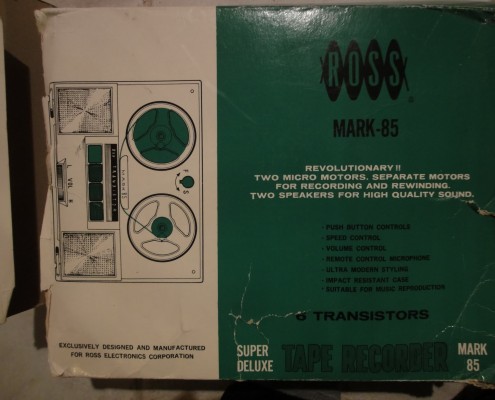 ROSS
MARK-85
REVOLUTIONARY!!
TWO MICRO MOTORS, SEPARATE MOTORS
FOR RECORDING AND REWINDING.
TWO SPEAKERS FOR HIGH QUALITY SOUND.
· PUSH BUTTON CONTROLS
· SPEED CONTROL
· VOLUME CONTROL
· REMOTE CONTROL MICROPHONE
· ULTRA MODERN STYLING
· IMPACT RESISTANT CASE
· SUITABLE FOR MUSIC REPRODUCTION
6 TRANSISTORS
SUPER DELUXE TAPE RECORDER MARK 85
EXCLUSIVELY DESIGNED AND MANUFACTURED
FOR ROSS ELECTRONICS CORPORATION
VOL